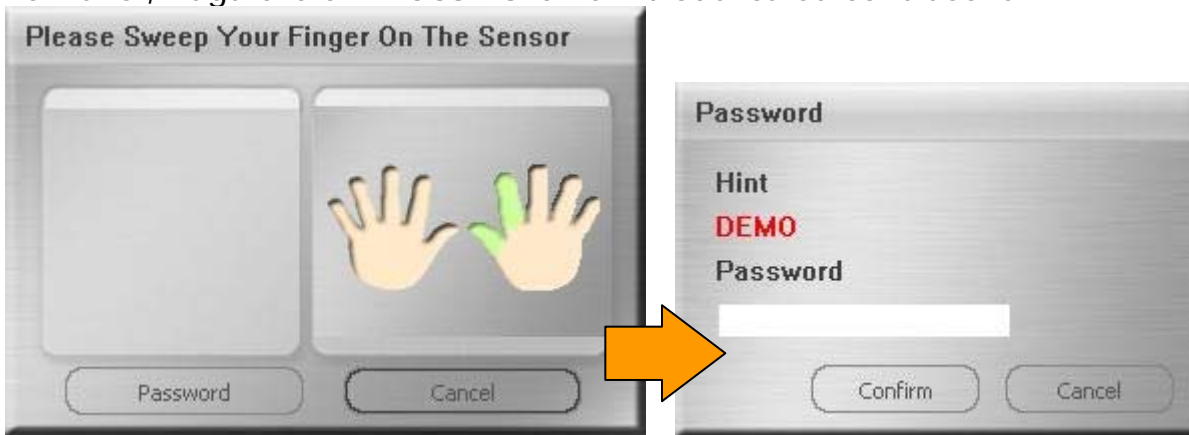 Please Sweep Your Finger On The Sensor
Password
Cancel
Password
Hint
DEMO
Password
Confirm
Cancel